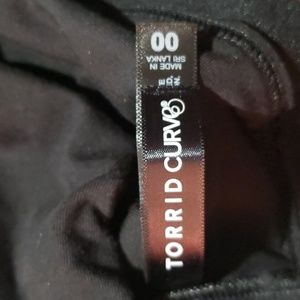 TORRID CURVE
00
MADE IN
SRI LANKA